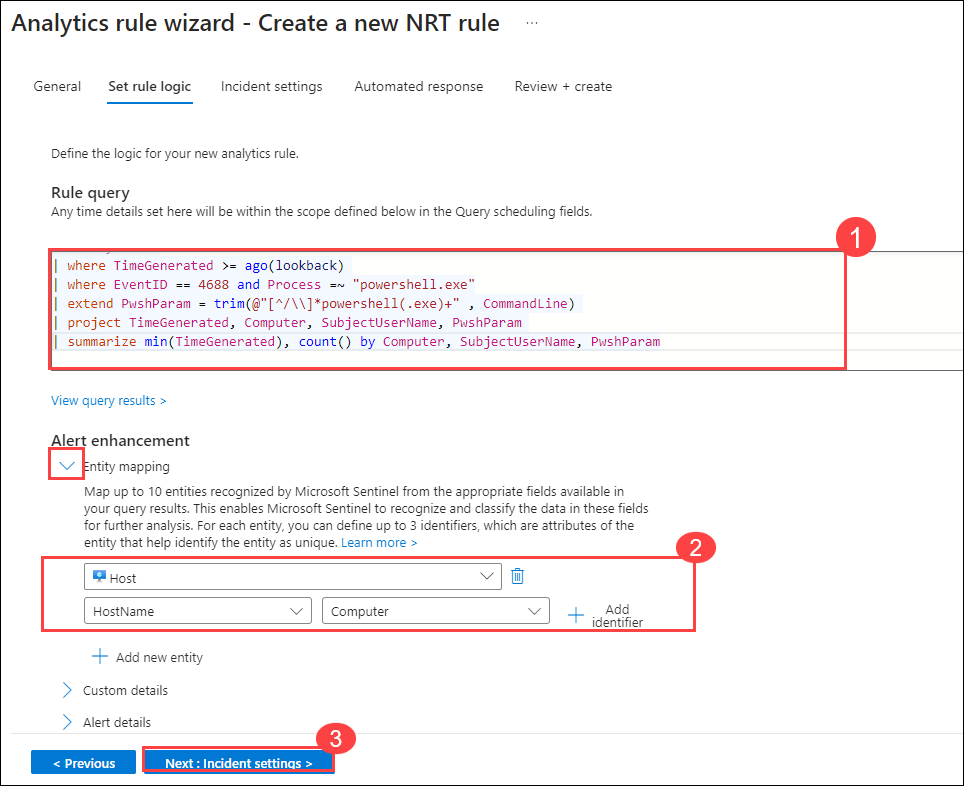 Analytics rule wizard - Create a new NRT rule ...
General Set rule logic Incident settings Automated response Review + create
Define the logic for your new analytics rule.
Rule query
Any time details set here will be within the scope defined below in the Query scheduling fields.
1
| where TimeGenerated >= ago(lookback)
| where EventID == 4688 and Process =~ "powershell.exe"
| extend PwshParam = trim(@"[^/\\]*powershell(.exe)+" , CommandLine)
| project TimeGenerated, Computer, SubjectUserName, PwshParam
| summarize min(TimeGenerated), count() by Computer, SubjectUserName, PwshParam
View query results >
Alert enhancement
Entity mapping
Map up to 10 entities recognized by Microsoft Sentinel from the appropriate fields available in
your query results. This enables Microsoft Sentinel to recognize and classify the data in these fields
for further analysis. For each entity, you can define up to 3 identifiers, which are attributes of the
entity that help identify the entity as unique. Learn more >
2
Host
HostName Computer Add
identifier
Add new entity
Custom details
Alert details
3
< Previous Next : Incident settings >